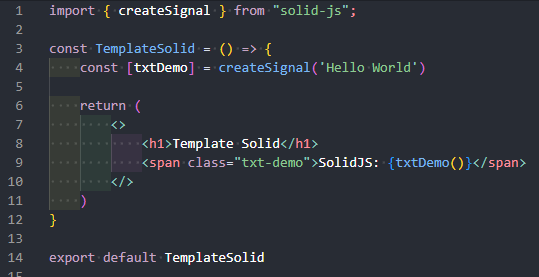 1 import { createSignal } from "solid-js";
2
3 const TemplateSolid = () => {
4     const [txtDemo] = createSignal('Hello World')
5
6     return (
7         <>
8             <h1>Template Solid</h1>
9             <span class="txt-demo">SolidJS: {txtDemo()}</span>
10         </>
11     )
12 }
13
14 export default TemplateSolid